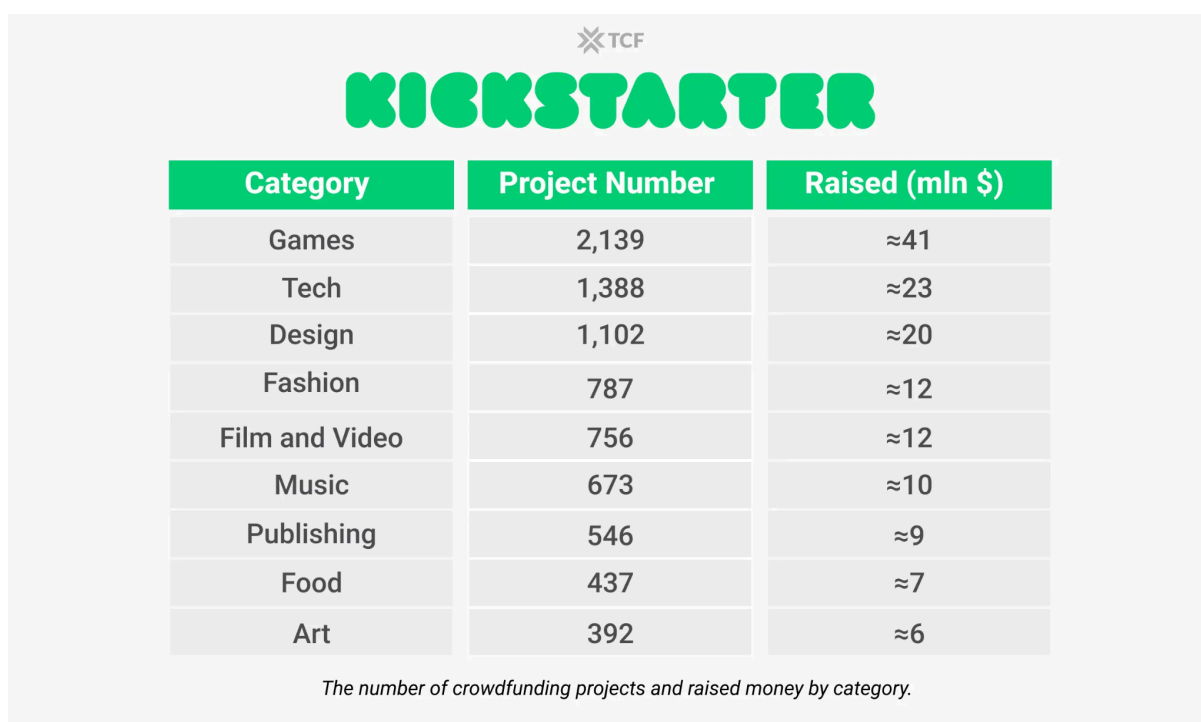 TCF
KICKSTARTER
Category Project Number Raised (mln $)
Games 2,139 ≈41
Tech 1,388 ≈23
Design 1,102 ≈20
Fashion 787 ≈12
Film and Video 756 ≈12
Music 673 ≈10
Publishing 546 ≈9
Food 437 ≈7
Art 392 ≈6
The number of crowdfunding projects and raised money by category.